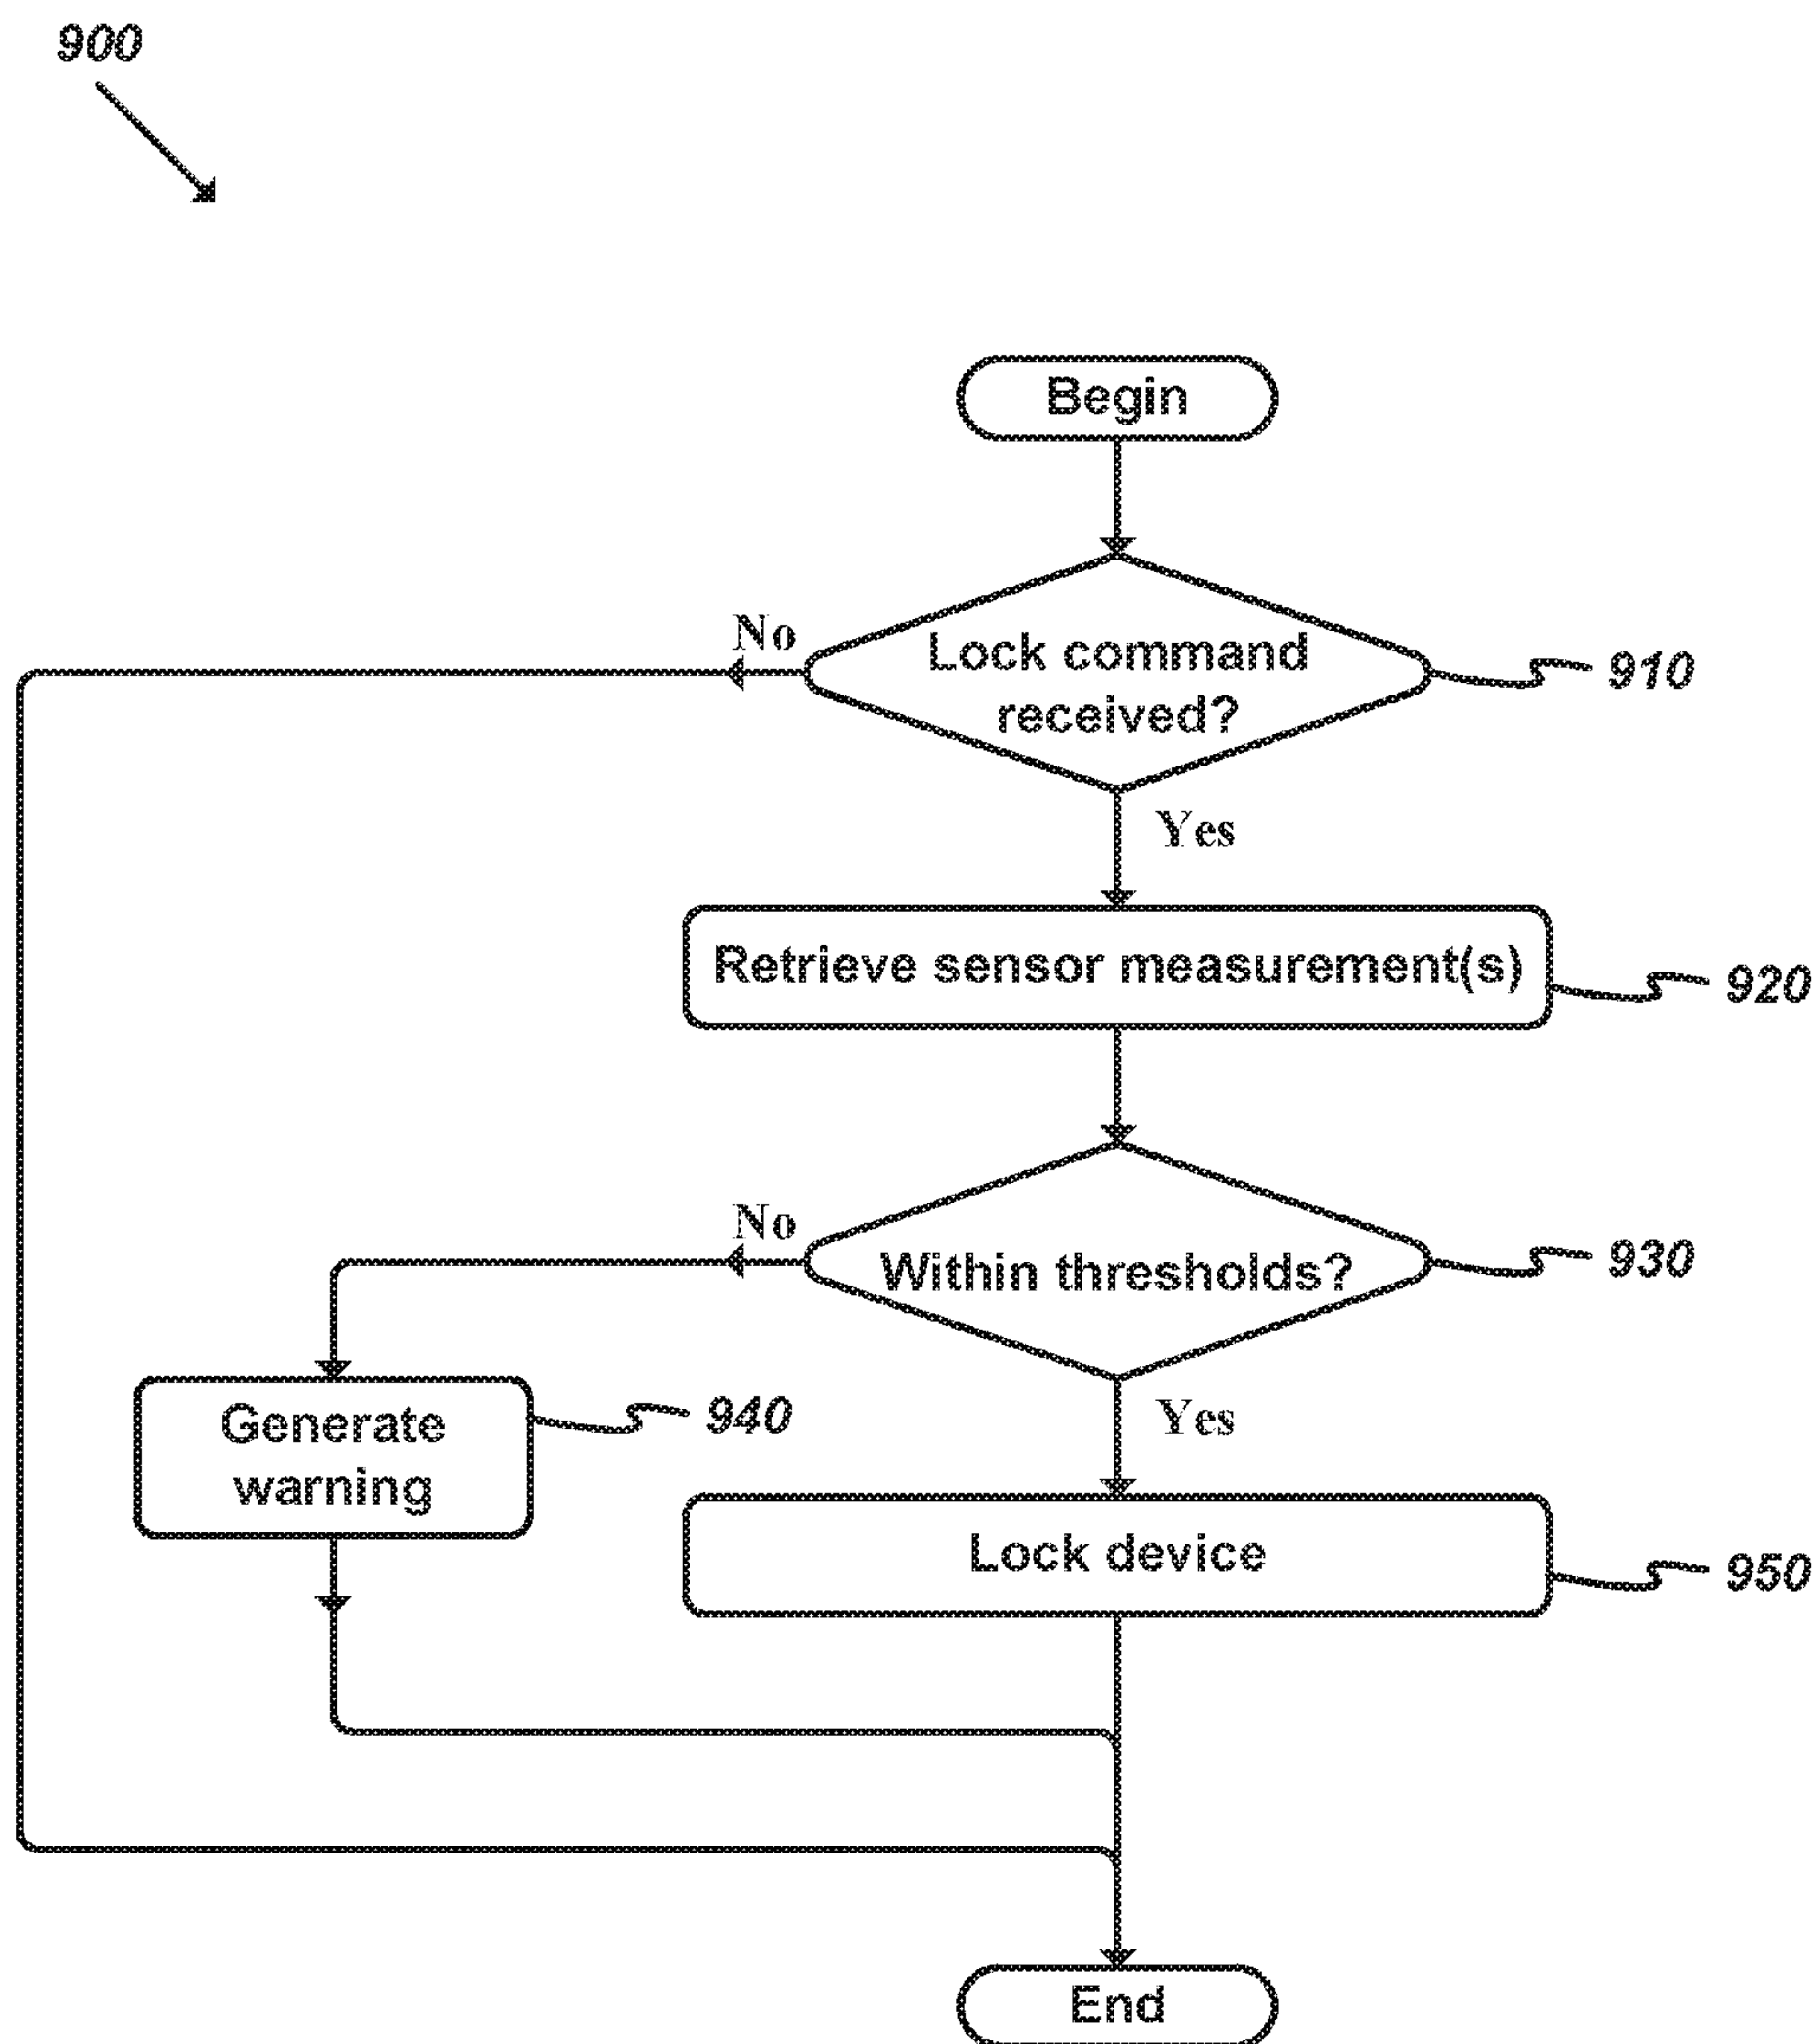 900
Begin
No
Lock command
received?
910
Yes
Retrieve sensor measurement(s)
920
No
Within thresholds?
930
Generate
warning
940
Yes
Lock device
950
End